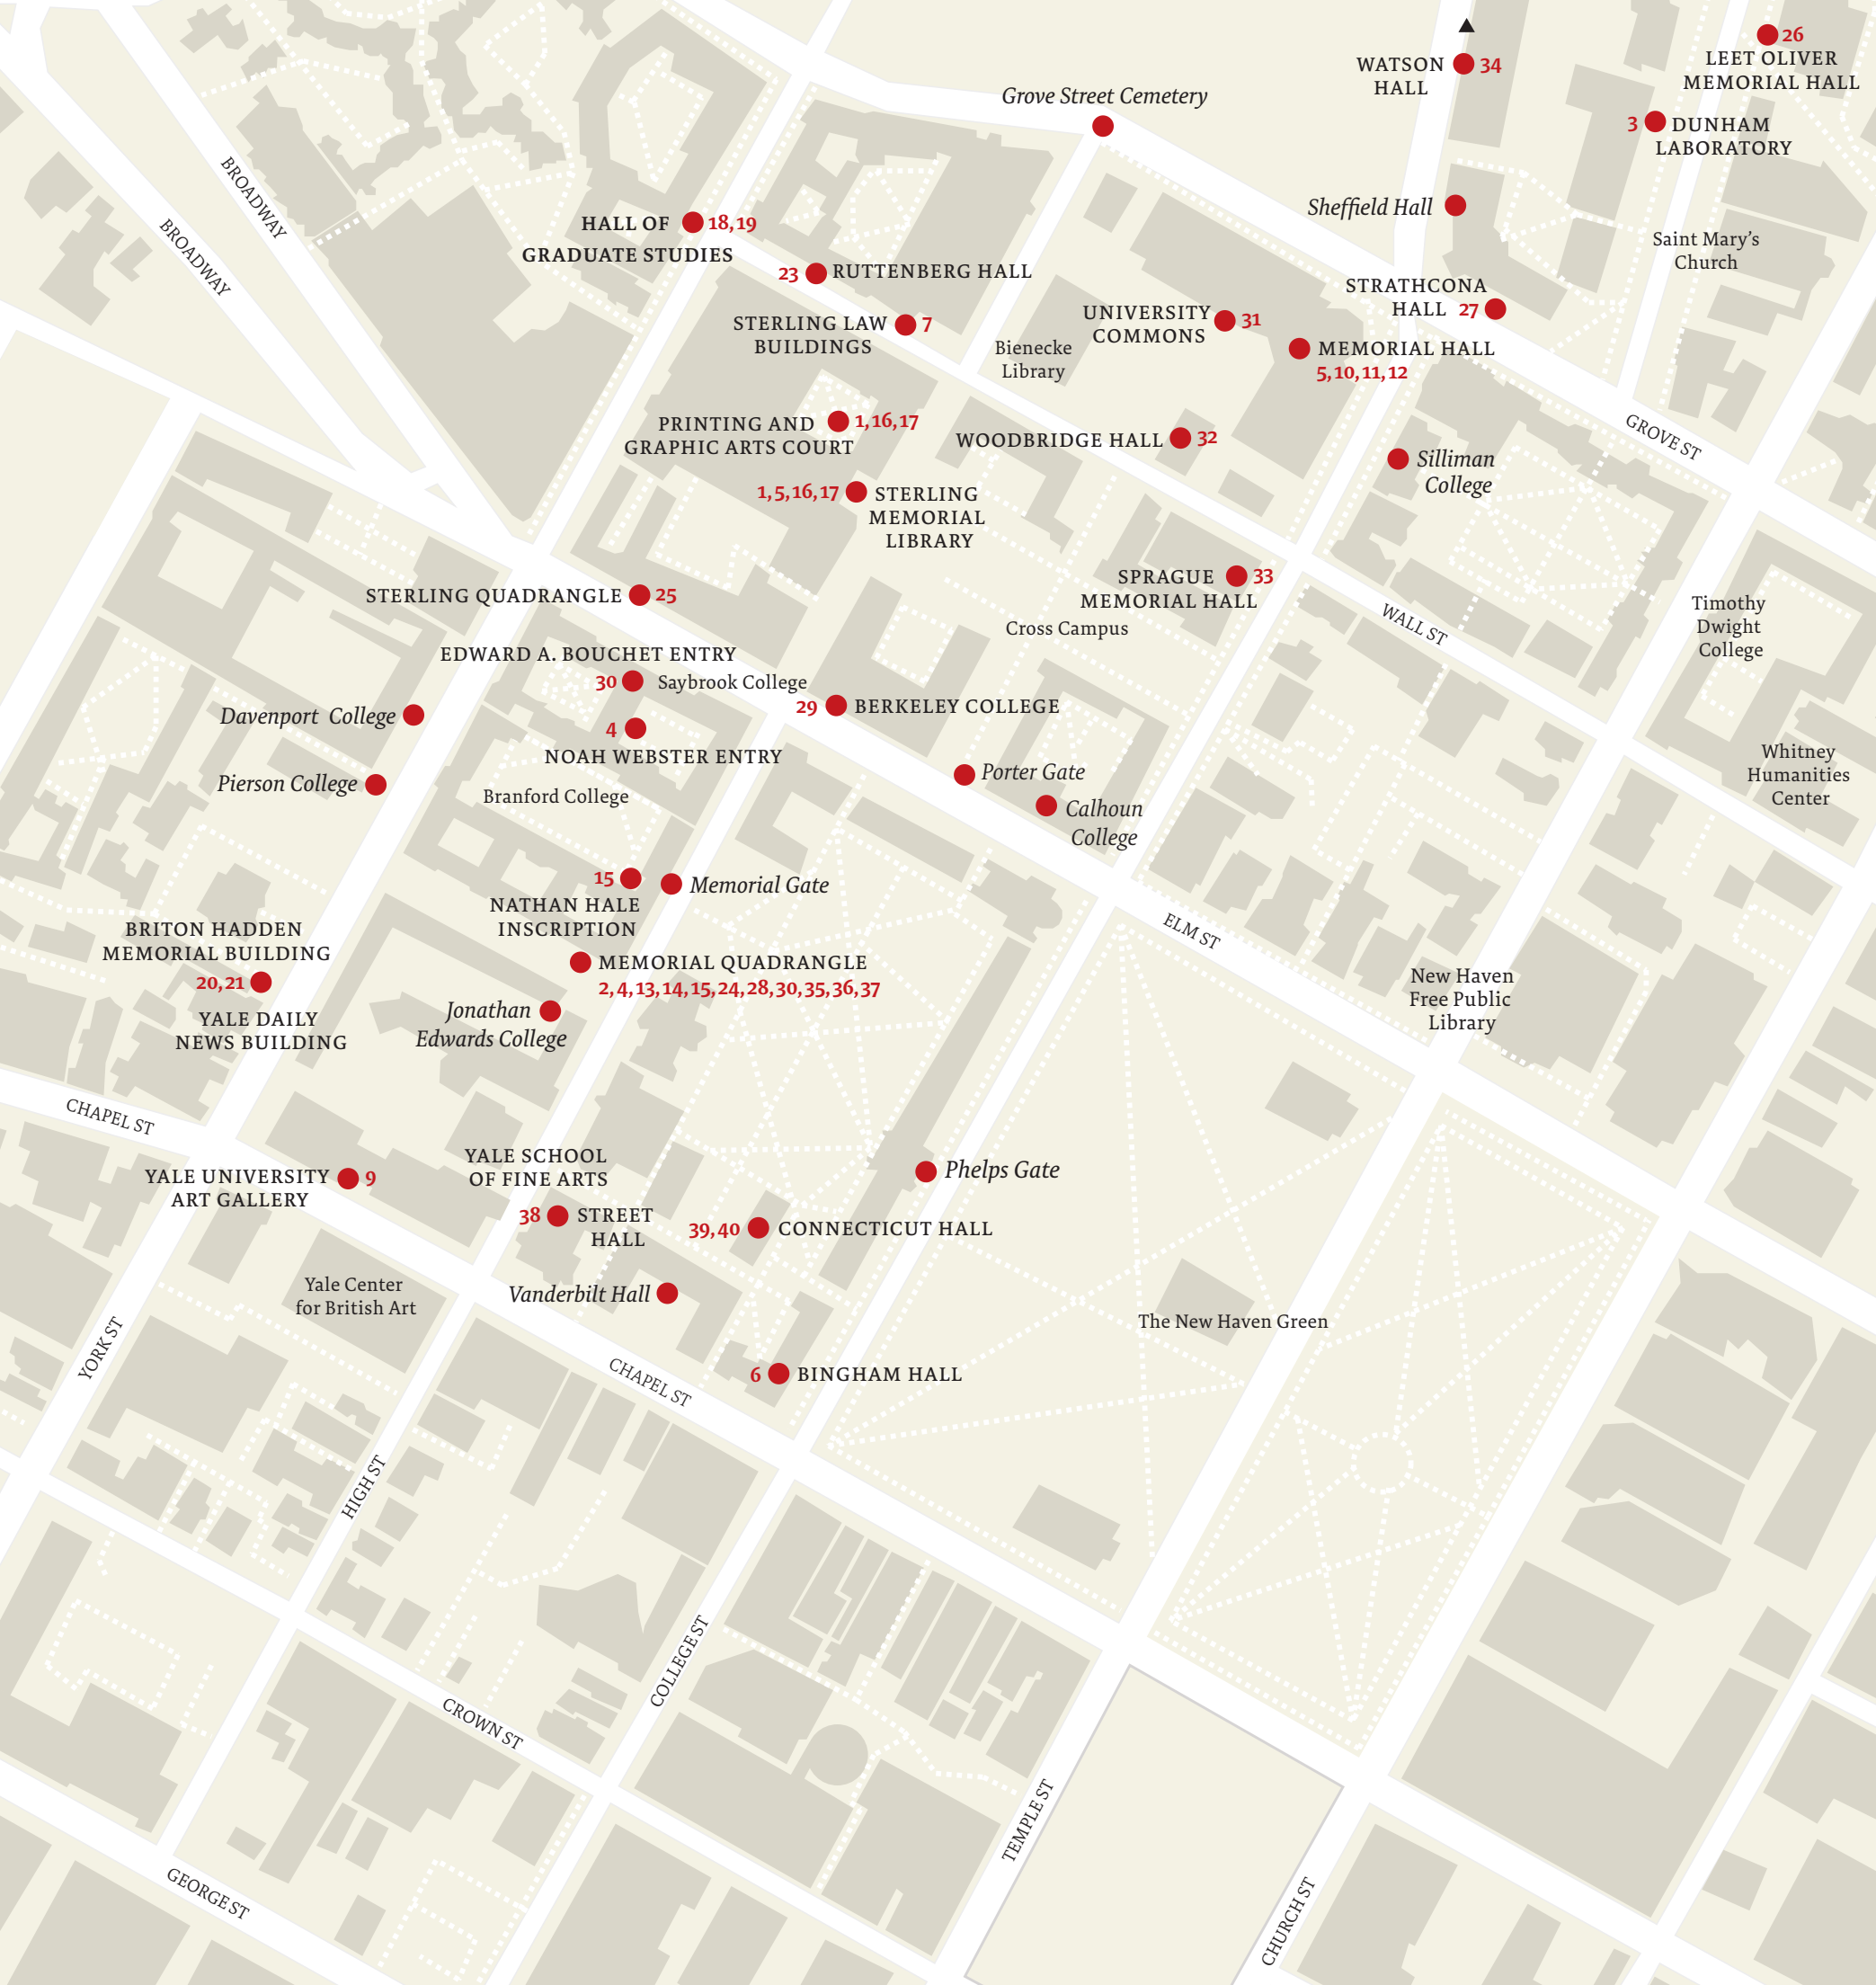 26
LEET OLIVER
MEMORIAL HALL
WATSON
HALL
34
Grove Street Cemetery
3
DUNHAM
LABORATORY
BROADWAY
BROADWAY
Sheffield Hall
HALL OF
18,19
GRADUATE STUDIES
Saint Mary's
Church
23
RUTTENBERG HALL
STRATHCONA
HALL
27
UNIVERSITY
COMMONS
31
STERLING LAW
BUILDINGS
7
Bienecke
Library
MEMORIAL HALL
5,10,11,12
PRINTING AND
GRAPHIC ARTS COURT
1,16,17
WOODBRIDGE HALL
32
GROVE ST
Silliman
College
1,5,16,17
STERLING
MEMORIAL
LIBRARY
SPRAGUE
MEMORIAL HALL
33
STERLING QUADRANGLE
25
Cross Campus
WALL ST
Timothy
Dwight
College
EDWARD A. BOUCHET ENTRY
30
Saybrook College
29
BERKELEY COLLEGE
Davenport College
4
NOAH WEBSTER ENTRY
Porter Gate
Whitney
Humanities
Center
Pierson College
Branford College
Calhoun
College
15
NATHAN HALE
INSCRIPTION
Memorial Gate
ELM ST
BRITON HADDEN
MEMORIAL BUILDING
20,21
YALE DAILY
NEWS BUILDING
MEMORIAL QUADRANGLE
2,4,13,14,15,24,28,30,35,36,37
Jonathan
Edwards College
New Haven
Free Public
Library
CHAPEL ST
YALE SCHOOL
OF FINE ARTS
YALE UNIVERSITY
ART GALLERY
9
Phelps Gate
38
STREET
HALL
39,40
CONNECTICUT HALL
Yale Center
for British Art
Vanderbilt Hall
The New Haven Green
YORK ST
CHAPEL ST
6
BINGHAM HALL
HIGH ST
COLLEGE ST
CROWN ST
TEMPLE ST
GEORGE ST
CHURCH ST